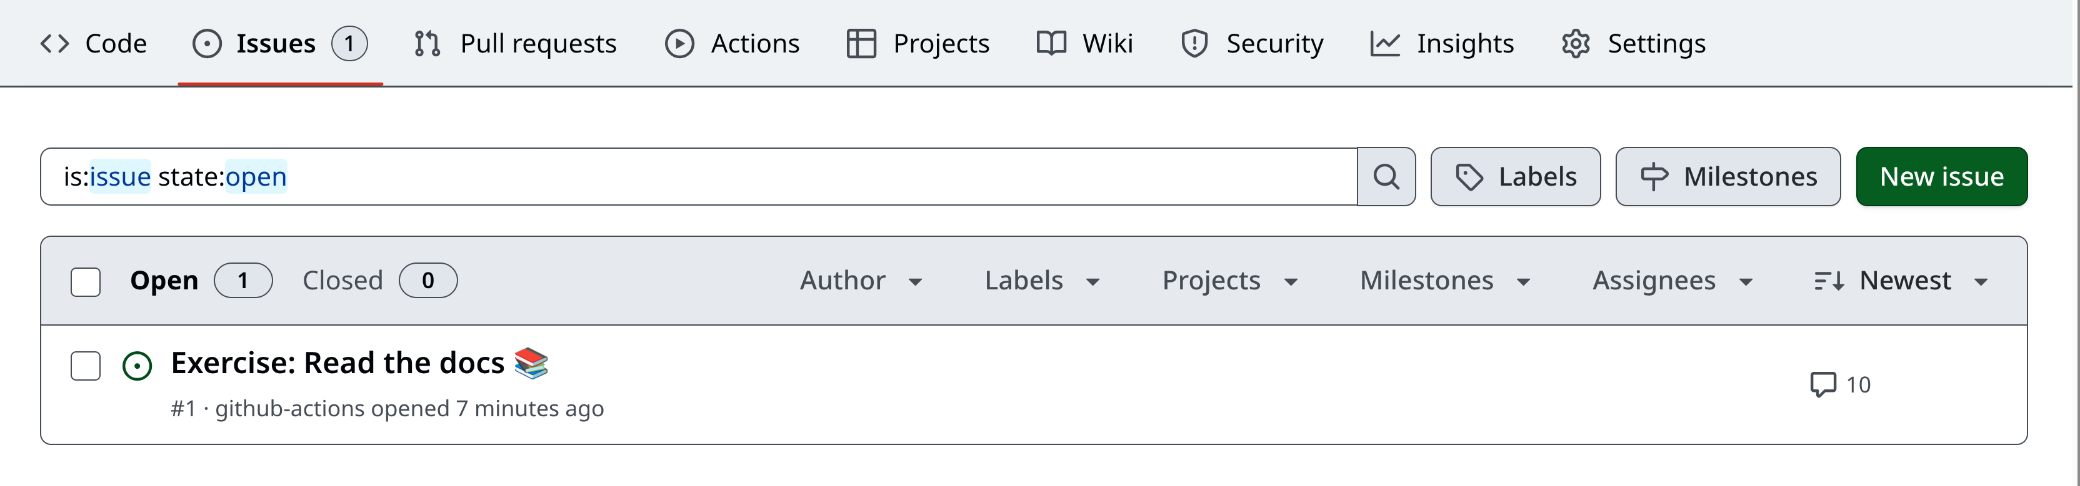 Code Issues 1 Pull requests Actions Projects Wiki Security Insights Settings
is:issue state:open Labels Milestones New issue
Open 1 Closed 0 Author Labels Projects Milestones Assignees Newest
Exercise: Read the docs 📚
#1 · github-actions opened 7 minutes ago 10